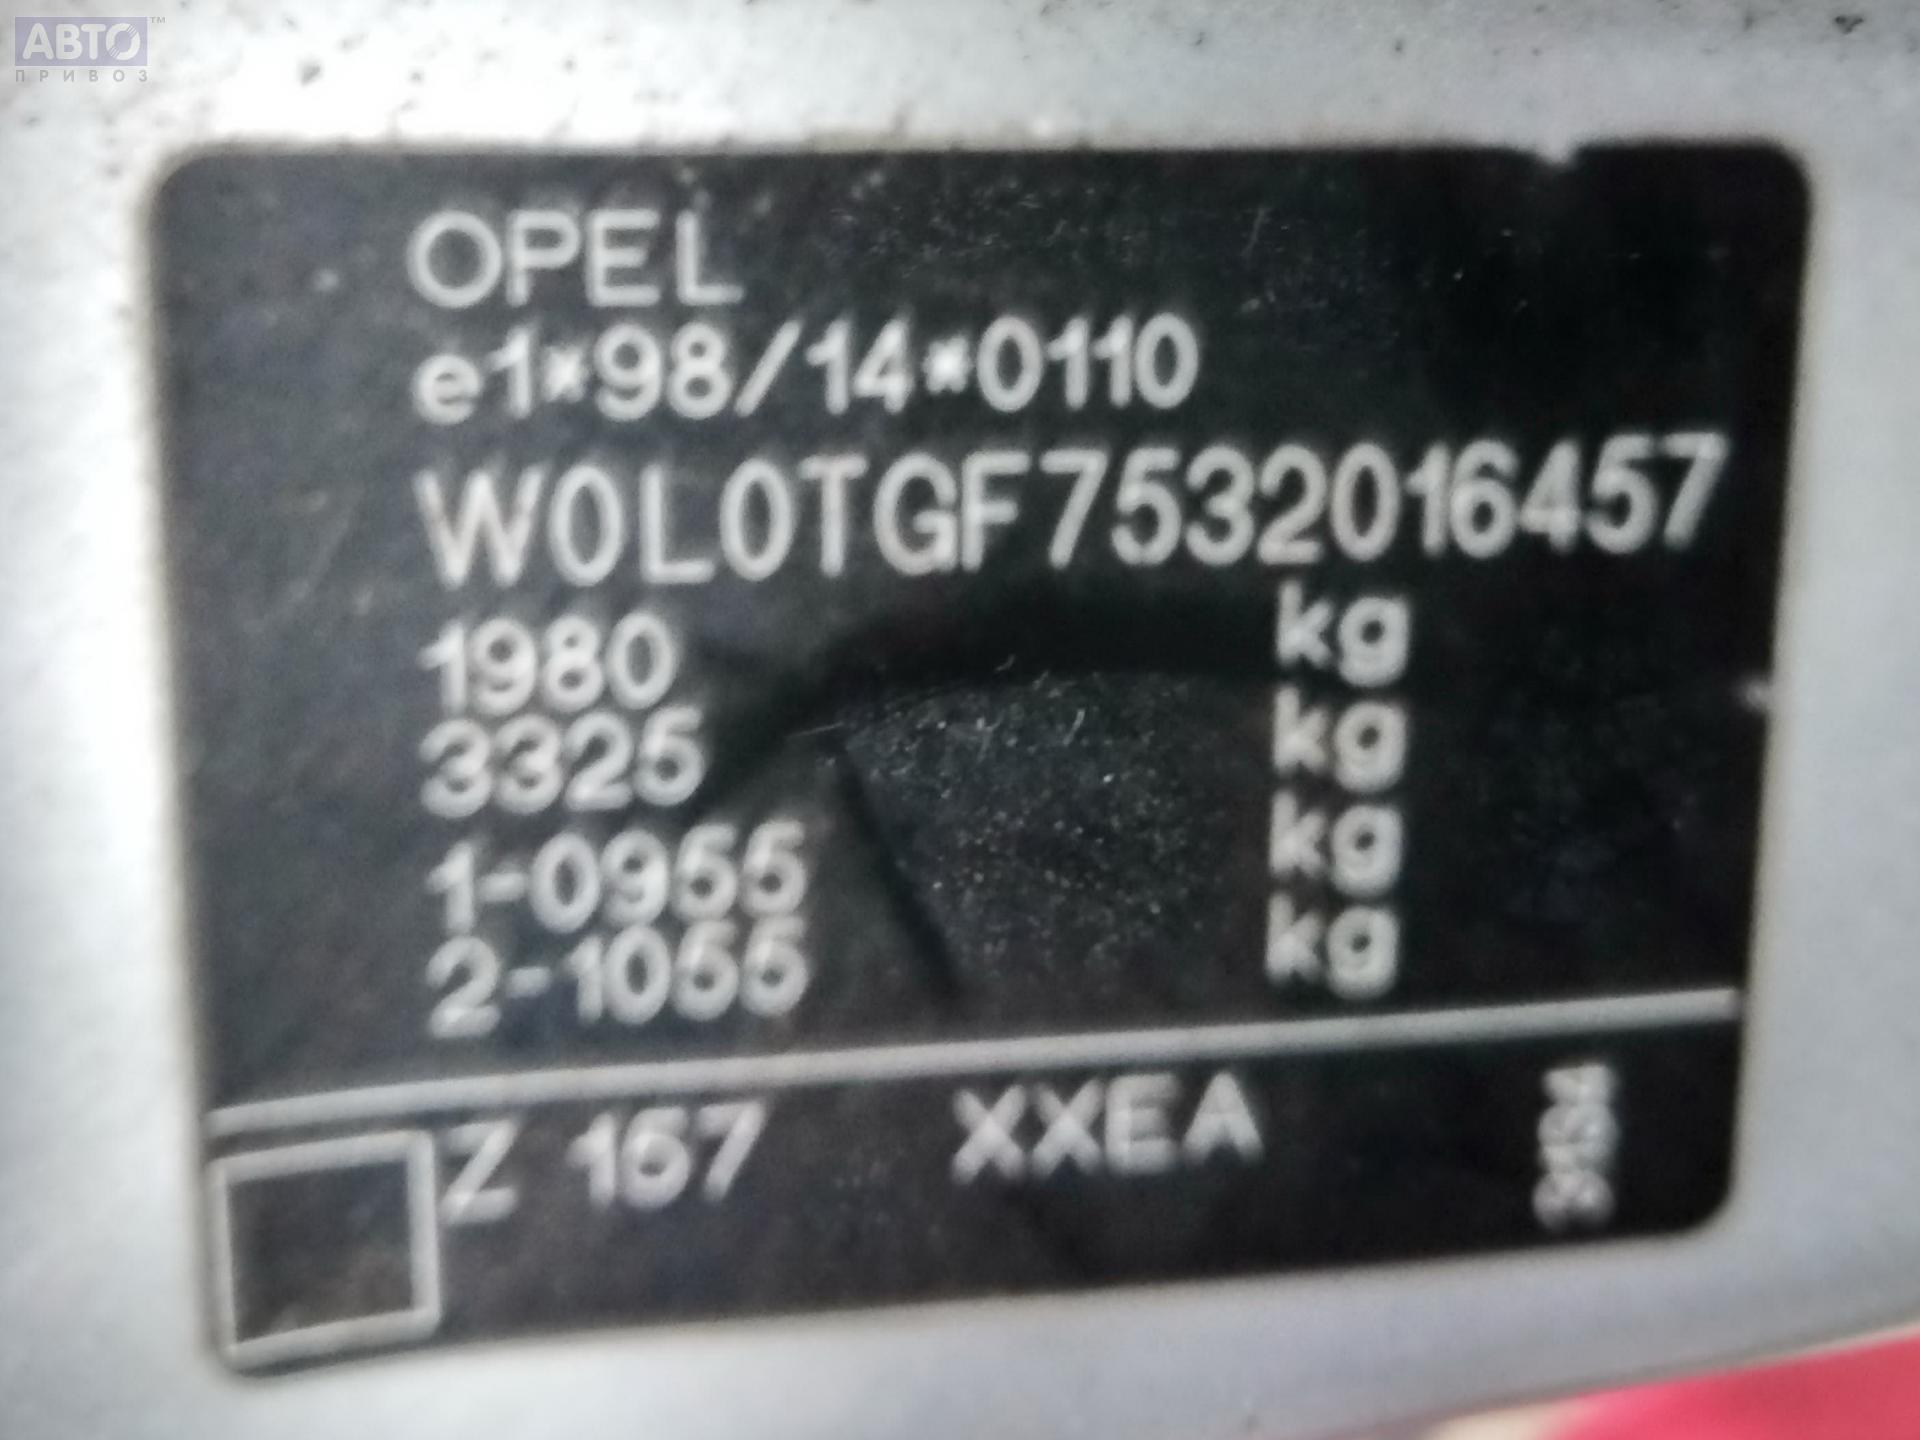 АВТО™
ПРИВОЗ
OPEL
e1*98/14*0110
W0L0TGF7532016457
1980 kg
3325 kg
1-0955 kg
2-1055 kg
Z 157 XXEA